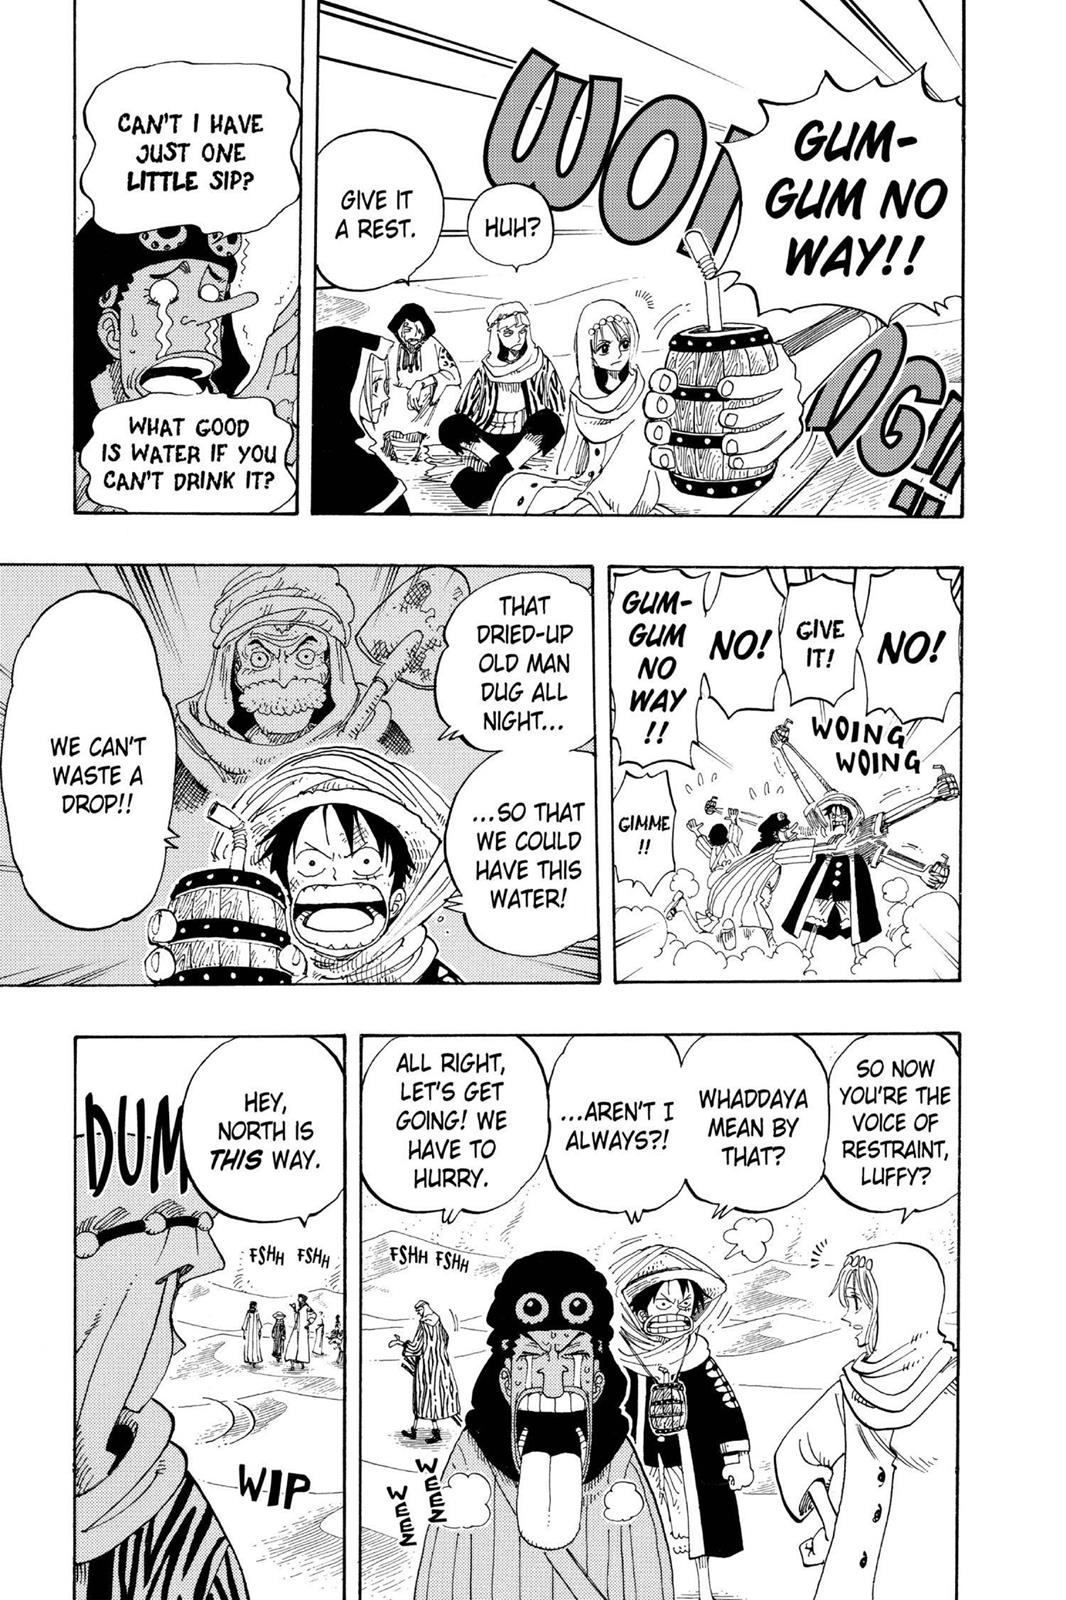 GUM-
GUM NO
WAY!!
HUH?
GIVE IT
A REST.
CAN'T I HAVE
JUST ONE
LITTLE SIP?
WHAT GOOD
IS WATER IF YOU
CAN'T DRINK IT?
NO!
GIVE
IT!
NO!
GUM-
GUM
NO
WAY
!!
WOING
WOING
GIMME
!!
THAT
DRIED-UP
OLD MAN
DUG ALL
NIGHT...
...SO THAT
WE COULD
HAVE THIS
WATER!
WE CAN'T
WASTE A
DROP!!
SO NOW
YOU'RE THE
VOICE OF
RESTRAINT,
LUFFY?
WHADDAYA
MEAN BY
THAT?
...AREN'T I
ALWAYS?!
ALL RIGHT,
LET'S GET
GOING! WE
HAVE TO
HURRY.
FSHH FSHH
WEEZ
WEEZ
HEY,
NORTH IS
THIS WAY.
DUM
FSHH FSHH
WIP